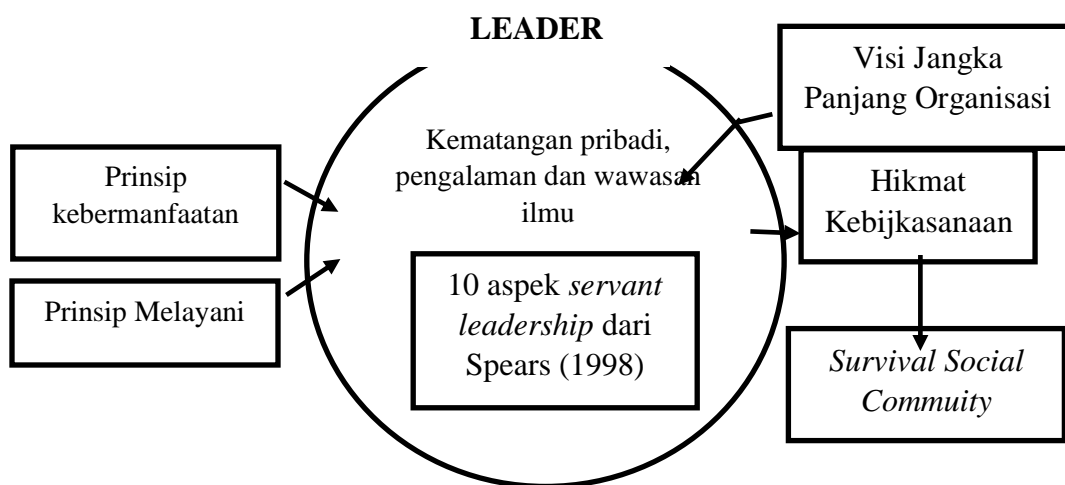 LEADER
Visi Jangka
Panjang Organisasi
Kematangan pribadi,
pengalaman dan wawasan
ilmu
Prinsip
kebermanfaatan
Prinsip Melayani
10 aspek servant
leadership dari
Spears (1998)
Hikmat
Kebijkasanaan
Survival Social
Commuity